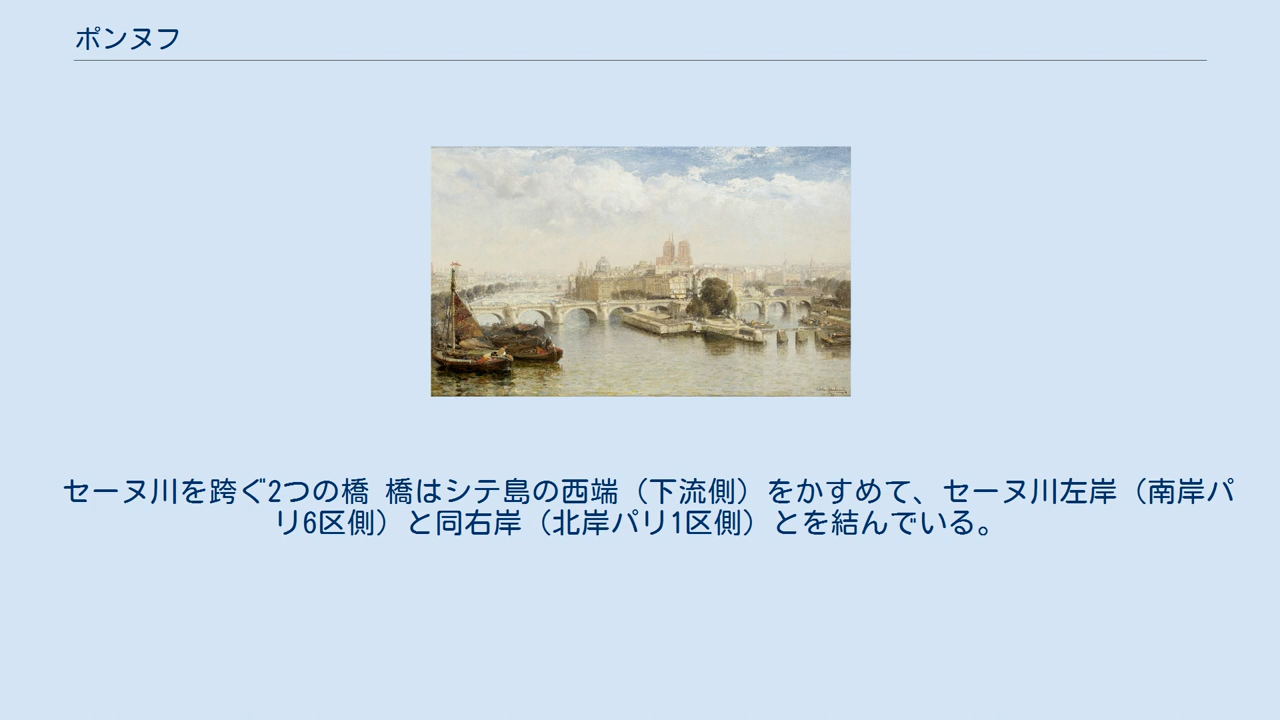 ポンヌフ
セーヌ川を跨ぐ2つの橋 橋はシテ島の西端（下流側）をかすめて、セーヌ川左岸（南岸パ
リ6区側）と同右岸（北岸パリ1区側）とを結んでいる。